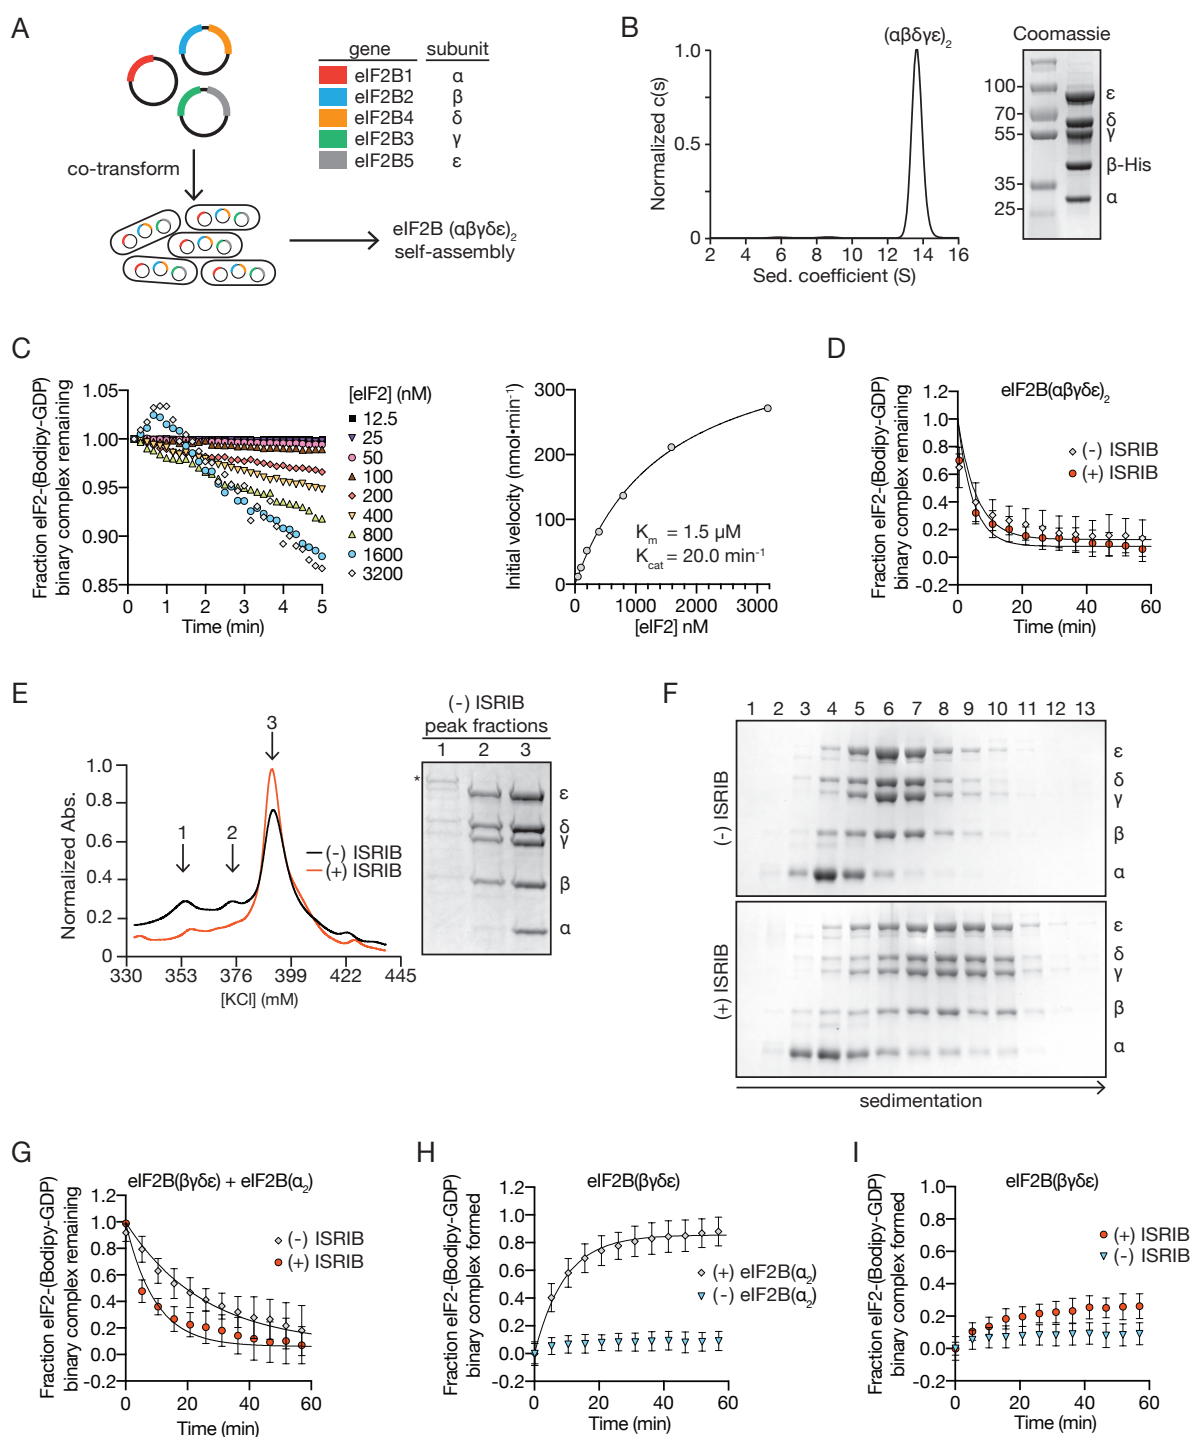 A
gene subunit
eIF2B1 α
eIF2B2 β
eIF2B4 δ
eIF2B3 γ
eIF2B5 ε
co-transform
eIF2B (αβγδε)2
self-assembly
B
(αβδγε)2
Normalized c(s)
1.0
0.5
0
2 4 6 8 10 12 14 16
Sed. coefficient (S)
Coomassie
100
70
55
35
25
ε
δ
γ
β-His
α
C
Fraction eIF2-(Bodipy-GDP)
binary complex remaining
1.05
1.00
0.95
0.90
0.85
0 1 2 3 4 5
Time (min)
[eIF2] (nM)
12.5
25
50
100
200
400
800
1600
3200
Initial velocity (nmol•min-1)
300
200
100
0
0 1000 2000 3000
[eIF2] nM
Km = 1.5 µM
Kcat = 20.0 min-1
D
eIF2B(αβγδε)2
Fraction eIF2-(Bodipy-GDP)
binary complex remaining
1.2
1.0
0.8
0.6
0.4
0.2
0.0
-0.2
0 20 40 60
Time (min)
(-) ISRIB
(+) ISRIB
E
Normalized Abs.
1.0
0.8
0.6
0.4
0.2
0
330 353 376 399 422 445
[KCl] (mM)
1 2 3
(-) ISRIB
(+) ISRIB
(-) ISRIB
peak fractions
1 2 3
*
ε
δ
γ
β
α
F
1 2 3 4 5 6 7 8 9 10 11 12 13
(-) ISRIB
ε
δ
γ
β
α
(+) ISRIB
ε
δ
γ
β
α
sedimentation
G
eIF2B(βγδε) + eIF2B(α2)
Fraction eIF2-(Bodipy-GDP)
binary complex remaining
1.2
1.0
0.8
0.6
0.4
0.2
0.0
-0.2
0 20 40 60
Time (min)
(-) ISRIB
(+) ISRIB
H
eIF2B(βγδε)
Fraction eIF2-(Bodipy-GDP)
binary complex formed
1.2
1.0
0.8
0.6
0.4
0.2
0.0
-0.2
0 20 40 60
Time (min)
(+) eIF2B(α2)
(-) eIF2B(α2)
I
eIF2B(βγδε)
Fraction eIF2-(Bodipy-GDP)
binary complex formed
1.0
0.8
0.6
0.4
0.2
0.0
-0.2
0 20 40 60
Time (min)
(+) ISRIB
(-) ISRIB